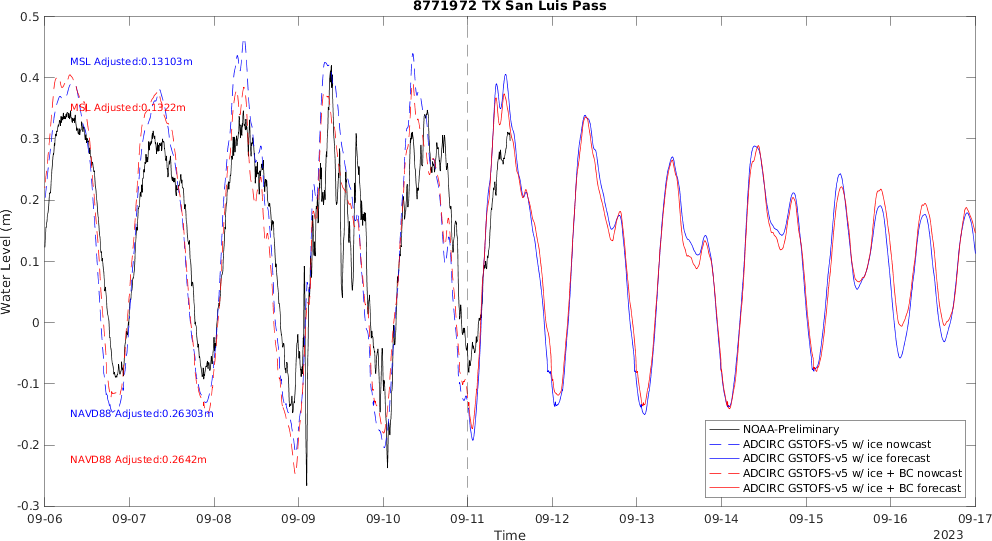 8771972 TX San Luis Pass
0.5
0.4
0.3
0.2
0.1
0
-0.1
-0.2
-0.3
Water Level (m)
MSL Adjusted:0.13103m
MSL Adjusted:0.1322m
NAVD88 Adjusted:0.26303m
NAVD88 Adjusted:0.2642m
NOAA-Preliminary
ADCIRC GSTOFS-v5 w/ ice nowcast
ADCIRC GSTOFS-v5 w/ ice forecast
ADCIRC GSTOFS-v5 w/ ice + BC nowcast
ADCIRC GSTOFS-v5 w/ ice + BC forecast
09-06 09-07 09-08 09-09 09-10 09-11 09-12 09-13 09-14 09-15 09-16 09-17
Time
2023